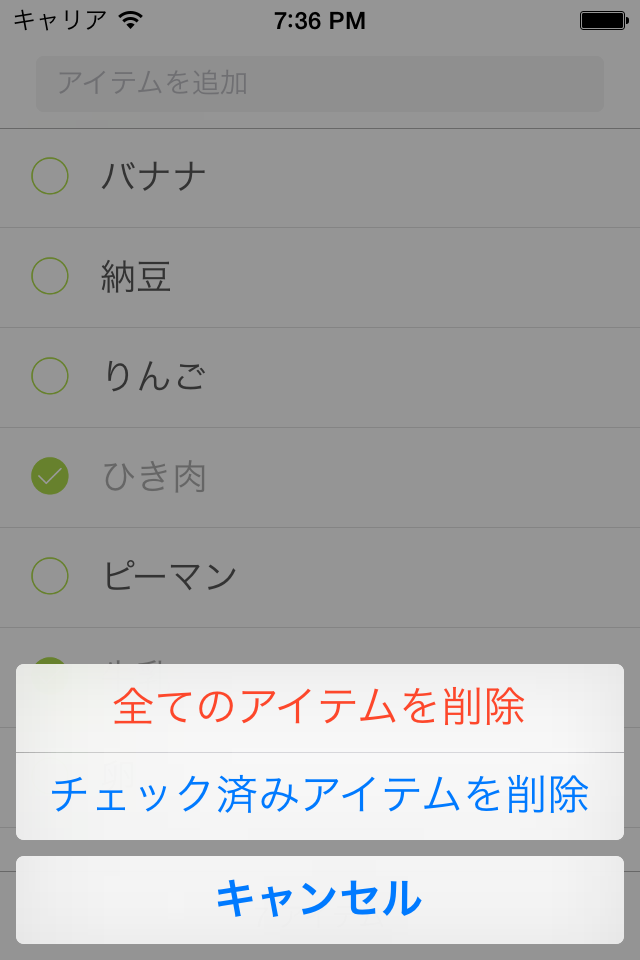 キャリア 7:36 PM
アイテムを追加
バナナ
納豆
りんご
ひき肉
ピーマン
全てのアイテムを削除
チェック済みアイテムを削除
キャンセル